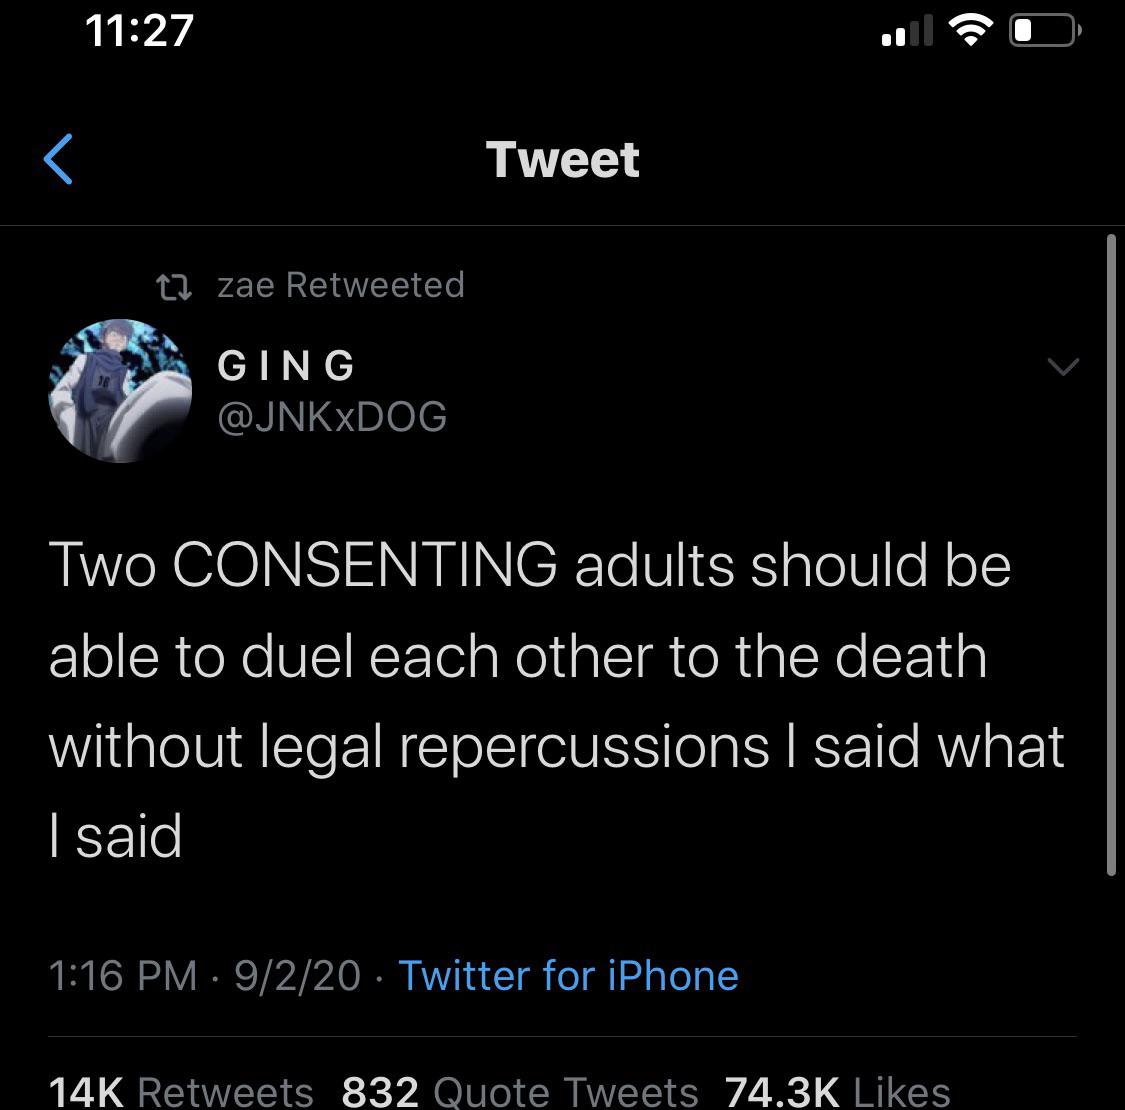 11:27
Tweet
zae Retweeted
G I N G
@JNKxDOG
16
Two CONSENTING adults should be
able to duel each other to the death
without legal repercussions I said what
I said
1:16 PM · 9/2/20 · Twitter for iPhone
14K Retweets 832 Quote Tweets 74.3K Likes